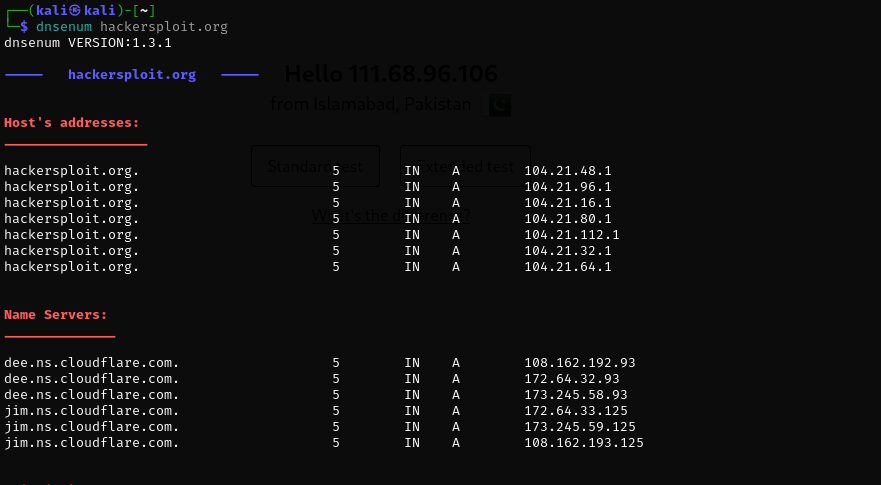 ┌──(kali㉿kali)-[~]
└─$ dnsenum hackersploit.org
dnsenum VERSION:1.3.1
----- hackersploit.org -----
Hello 111.68.96.106
from Islamabad, Pakistan
Host's addresses:
Standard test Extended test
hackersploit.org. 5 IN A 104.21.48.1
hackersploit.org. 5 IN A 104.21.96.1
hackersploit.org. 5 IN A 104.21.16.1
hackersploit.org. 5 IN A 104.21.80.1
What's the difference?
hackersploit.org. 5 IN A 104.21.112.1
hackersploit.org. 5 IN A 104.21.32.1
hackersploit.org. 5 IN A 104.21.64.1
Name Servers:
dee.ns.cloudflare.com. 5 IN A 108.162.192.93
dee.ns.cloudflare.com. 5 IN A 172.64.32.93
dee.ns.cloudflare.com. 5 IN A 173.245.58.93
jim.ns.cloudflare.com. 5 IN A 172.64.33.125
jim.ns.cloudflare.com. 5 IN A 173.245.59.125
jim.ns.cloudflare.com. 5 IN A 108.162.193.125